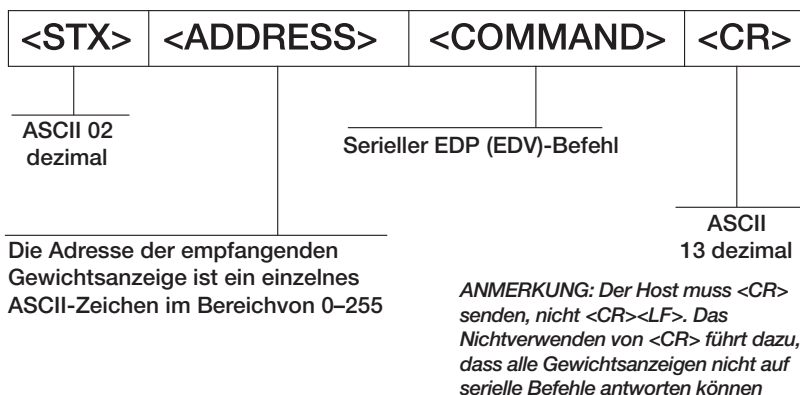 <STX> <ADDRESS> <COMMAND> <CR>
ASCII 02
dezimal
Serieller EDP (EDV)-Befehl
ASCII
13 dezimal
Die Adresse der empfangenden
Gewichtsanzeige ist ein einzelnes
ASCII-Zeichen im Bereichvon 0–255
ANMERKUNG: Der Host muss <CR>
senden, nicht <CR><LF>. Das
Nichtverwenden von <CR> führt dazu,
dass alle Gewichtsanzeigen nicht auf
serielle Befehle antworten können